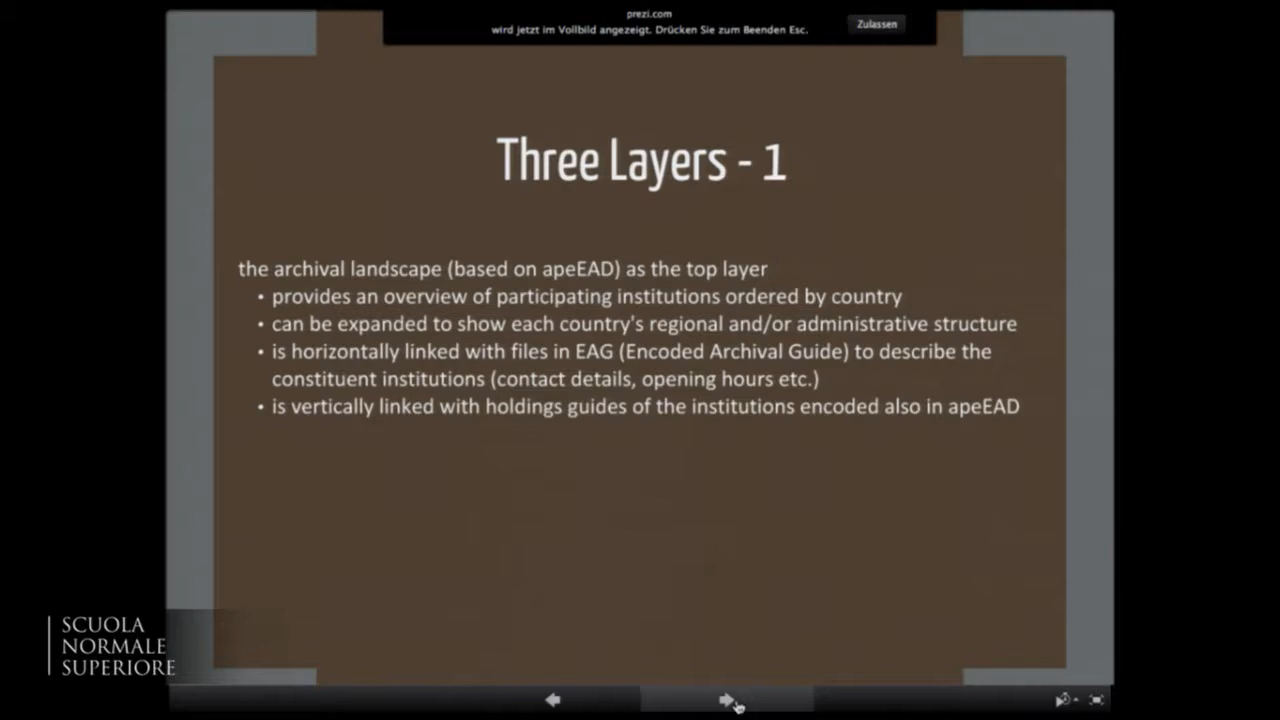 prezi.com
wird jetzt im Vollbild angezeigt. Drücken Sie zum Beenden Esc.
Zulassen
Three Layers - 1
the archival landscape (based on apeEAD) as the top layer
• provides an overview of participating institutions ordered by country
• can be expanded to show each country's regional and/or administrative structure
• is horizontally linked with files in EAG (Encoded Archival Guide) to describe the
constituent institutions (contact details, opening hours etc.)
• is vertically linked with holdings guides of the institutions encoded also in apeEAD
SCUOLA
NORMALE
SUPERIORE